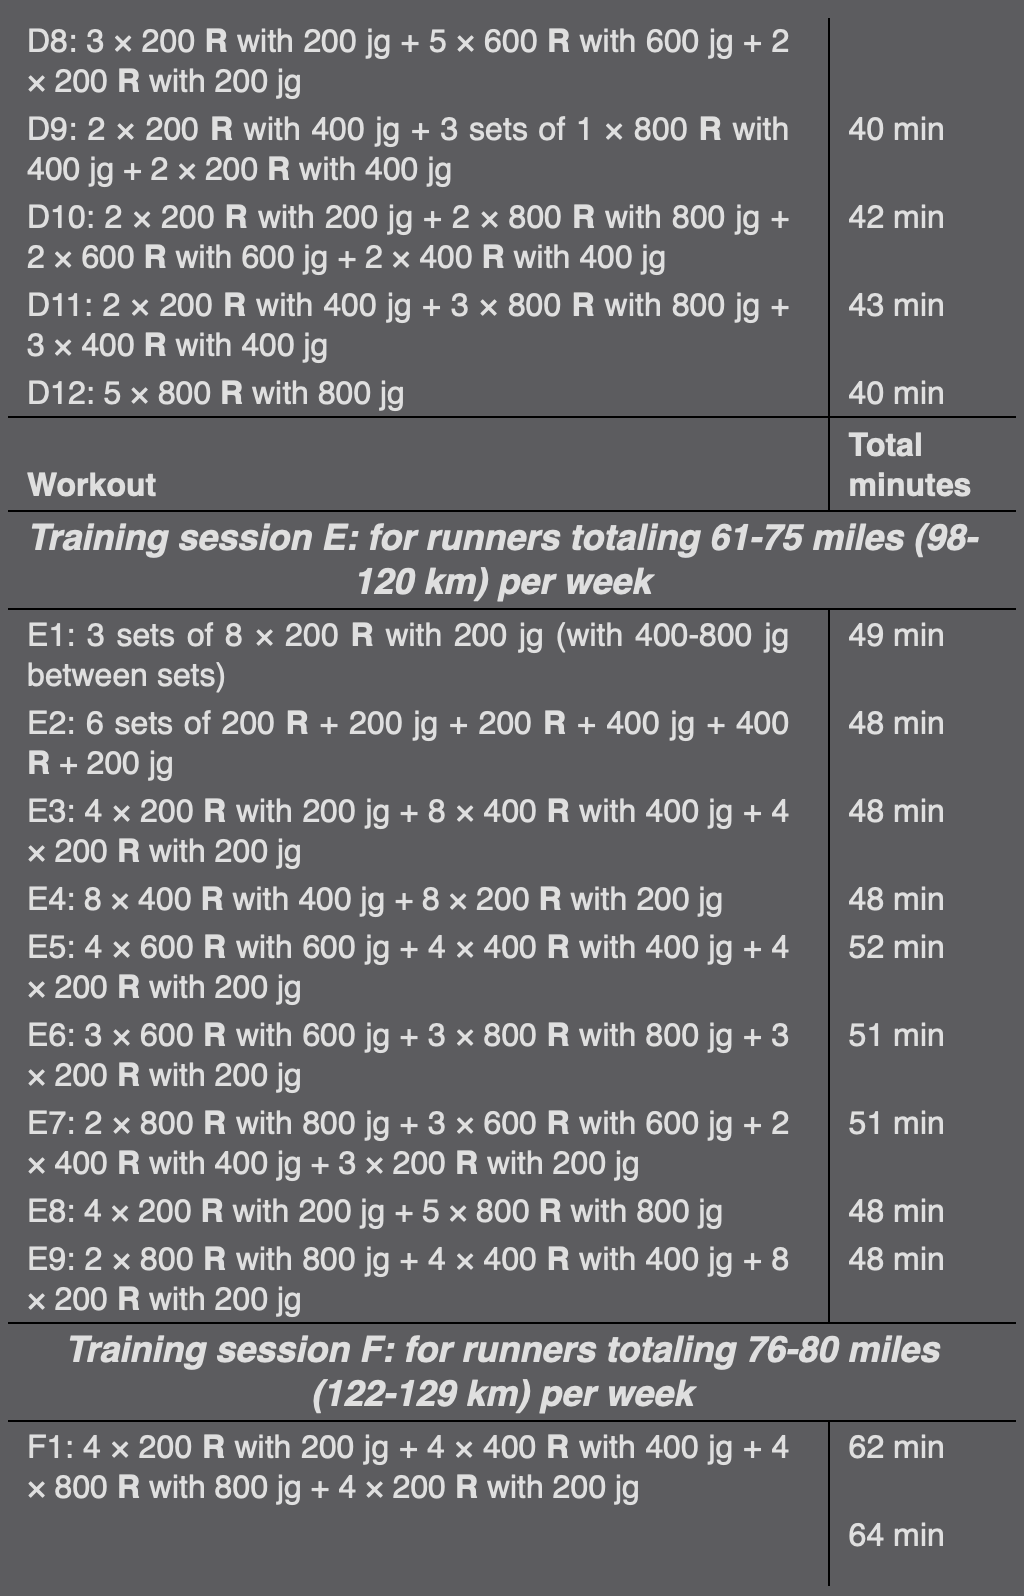 D8: 3 × 200 R with 200 jg + 5 × 600 R with 600 jg + 2
× 200 R with 200 jg
D9: 2 × 200 R with 400 jg + 3 sets of 1 × 800 R with 40 min
400 jg + 2 × 200 R with 400 jg
D10: 2 × 200 R with 200 jg + 2 × 800 R with 800 jg + 42 min
2 × 600 R with 600 jg + 2 × 400 R with 400 jg
D11: 2 × 200 R with 400 jg + 3 × 800 R with 800 jg + 43 min
3 × 400 R with 400 jg
D12: 5 × 800 R with 800 jg 40 min
Total
Workout minutes
Training session E: for runners totaling 61-75 miles (98-
120 km) per week
E1: 3 sets of 8 × 200 R with 200 jg (with 400-800 jg 49 min
between sets)
E2: 6 sets of 200 R + 200 jg + 200 R + 400 jg + 400 48 min
R + 200 jg
E3: 4 × 200 R with 200 jg + 8 × 400 R with 400 jg + 4 48 min
× 200 R with 200 jg
E4: 8 × 400 R with 400 jg + 8 × 200 R with 200 jg 48 min
E5: 4 × 600 R with 600 jg + 4 × 400 R with 400 jg + 4 52 min
× 200 R with 200 jg
E6: 3 × 600 R with 600 jg + 3 × 800 R with 800 jg + 3 51 min
× 200 R with 200 jg
E7: 2 × 800 R with 800 jg + 3 × 600 R with 600 jg + 2 51 min
× 400 R with 400 jg + 3 × 200 R with 200 jg
E8: 4 × 200 R with 200 jg + 5 × 800 R with 800 jg 48 min
E9: 2 × 800 R with 800 jg + 4 × 400 R with 400 jg + 8 48 min
× 200 R with 200 jg
Training session F: for runners totaling 76-80 miles
(122-129 km) per week
F1: 4 × 200 R with 200 jg + 4 × 400 R with 400 jg + 4 62 min
× 800 R with 800 jg + 4 × 200 R with 200 jg
64 min